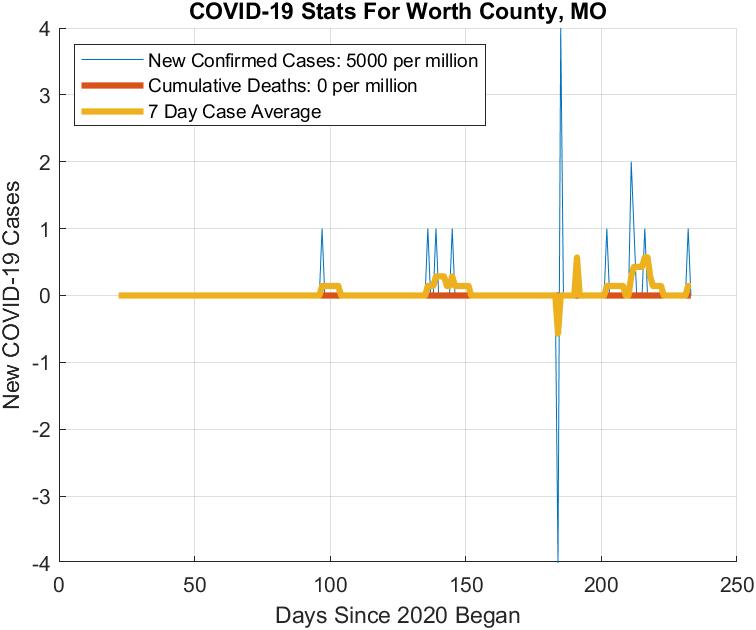 COVID-19 Stats For Worth County, MO
New Confirmed Cases: 5000 per million
Cumulative Deaths: 0 per million
7 Day Case Average
New COVID-19 Cases
4
3
2
1
0
-1
-2
-3
-4
0 50 100 150 200 250
Days Since 2020 Began